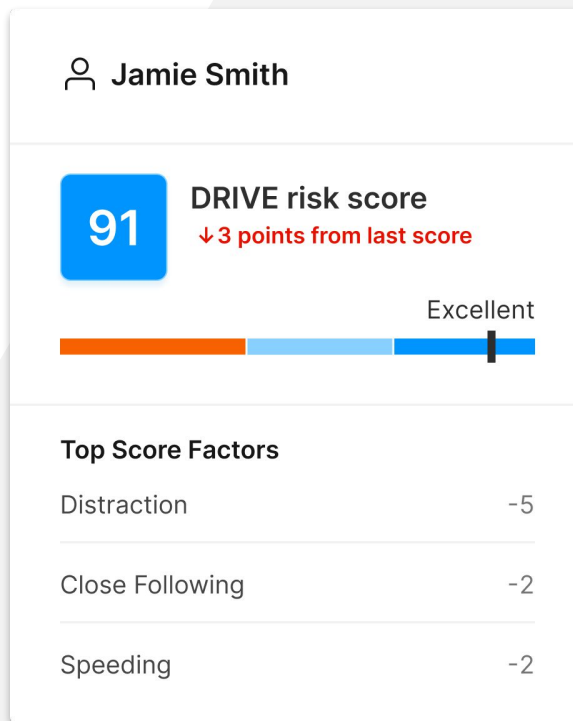 Jamie Smith
91
DRIVE risk score
↓3 points from last score
Excellent
Top Score Factors
Distraction -5
Close Following -2
Speeding -2